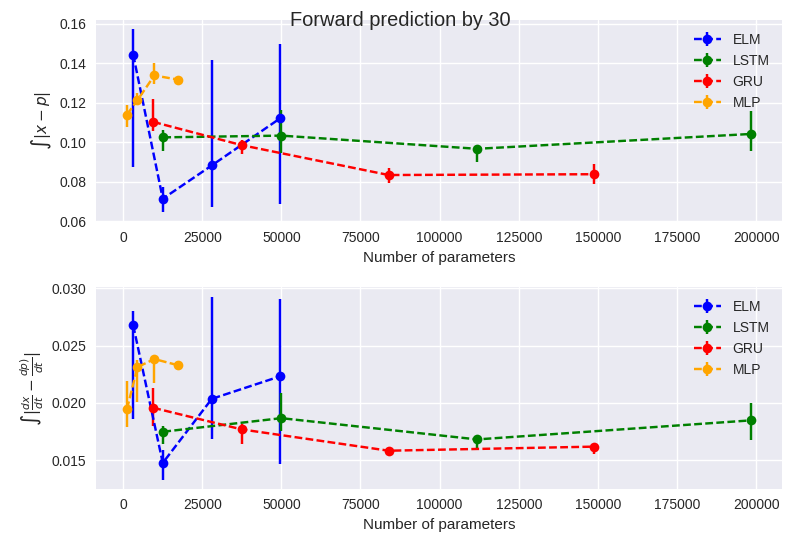 Forward prediction by 30
0.16
0.14
0.12
0.10
0.08
0.06
∫|x − p|
ELM
LSTM
GRU
MLP
0 25000 50000 75000 100000 125000 150000 175000 200000
Number of parameters
0.030
0.025
0.020
0.015
∫|dx/dt − dp)/dt|
ELM
LSTM
GRU
MLP
0 25000 50000 75000 100000 125000 150000 175000 200000
Number of parameters